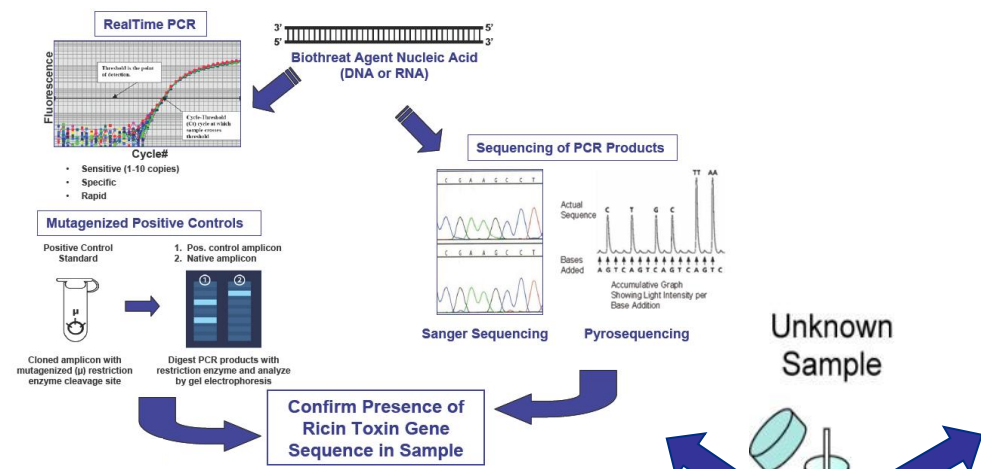 RealTime PCR
Fluorescence
Threshold is the point
of detection.
Cycle-Threshold
(Ct) cycle at which
sample crosses
threshold
Cycle#
• Sensitive (1-10 copies)
• Specific
• Rapid
3' 5'
5' 3'
Biothreat Agent Nucleic Acid
(DNA or RNA)
Sequencing of PCR Products
C G A A G C C T
C G A A G C C T
Sanger Sequencing
TT AA
Actual
Sequence
C T G C
Bases
Added
A G T C A G T C A G T C A G T C
Accumulative Graph
Showing Light Intensity per
Base Addition
Pyrosequencing
Mutagenized Positive Controls
Positive Control
Standard
µ
Cloned amplicon with
mutagenized (µ) restriction
enzyme cleavage site
1. Pos. control amplicon
2. Native amplicon
1 2
Digest PCR products with
restriction enzyme and analyze
by gel electrophoresis
Confirm Presence of
Ricin Toxin Gene
Sequence in Sample
Unknown
Sample